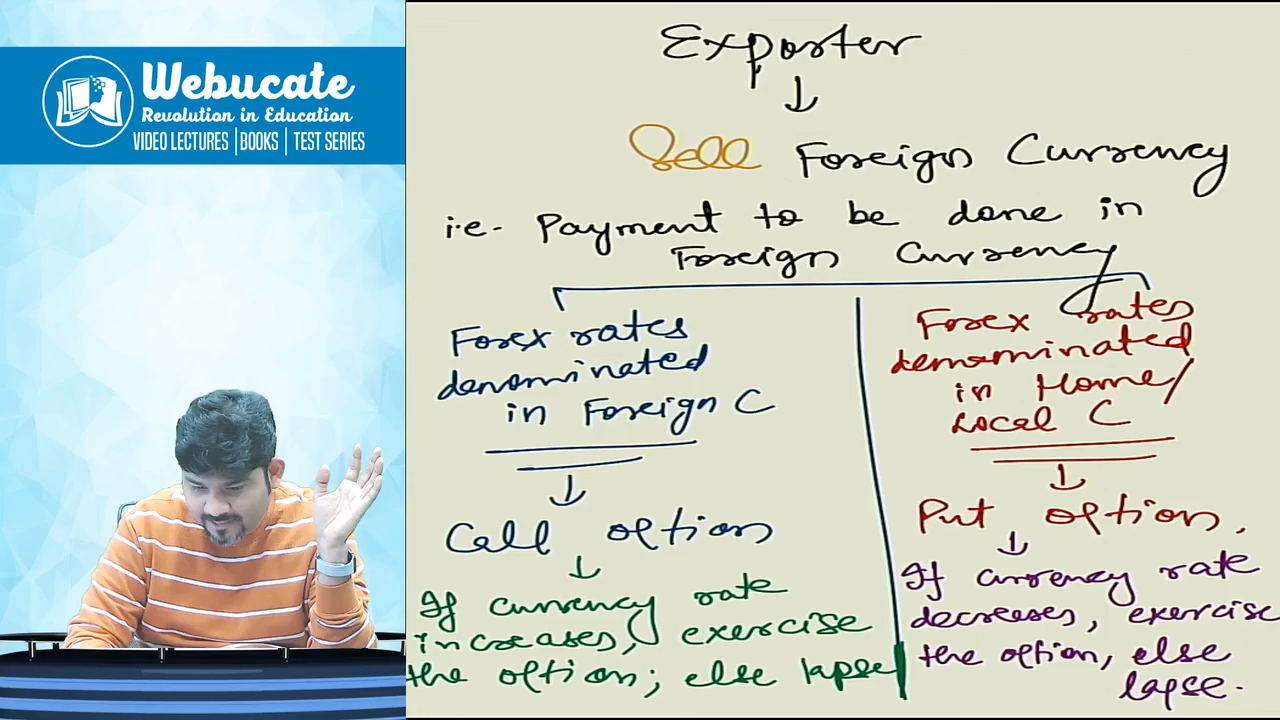 Webucate
Revolution in Education
VIDEO LECTURES | BOOKS | TEST SERIES
Exporter
↓
Sell Foreign Currency
i.e. Payment to be done in
Foreign Currency
Forex rates
denominated
in Foreign C
↓
Call option
↓
If currency rate
increases, exercise
the option; else lapse
Forex rates
denominated
in Home/
Local C
↓
Put option.
↓
If currency rate
decreases, exercise
the option, else
lapse.